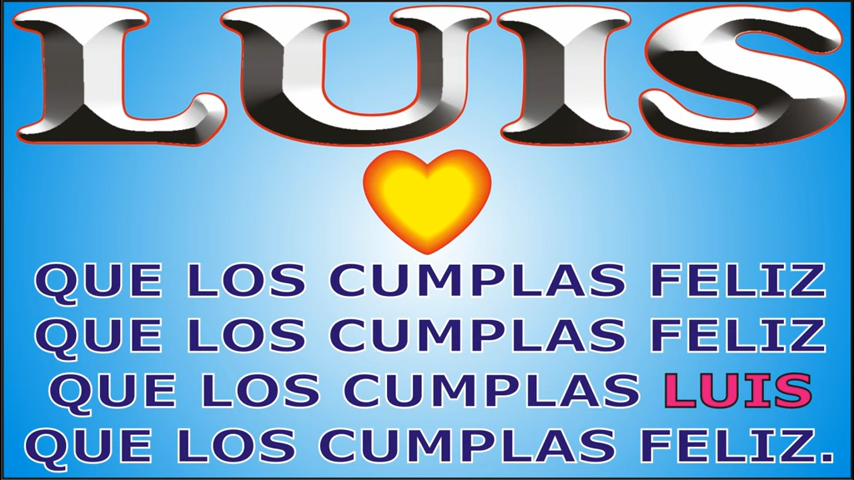 LUIS
QUE LOS CUMPLAS FELIZ
QUE LOS CUMPLAS FELIZ
QUE LOS CUMPLAS LUIS
QUE LOS CUMPLAS FELIZ.